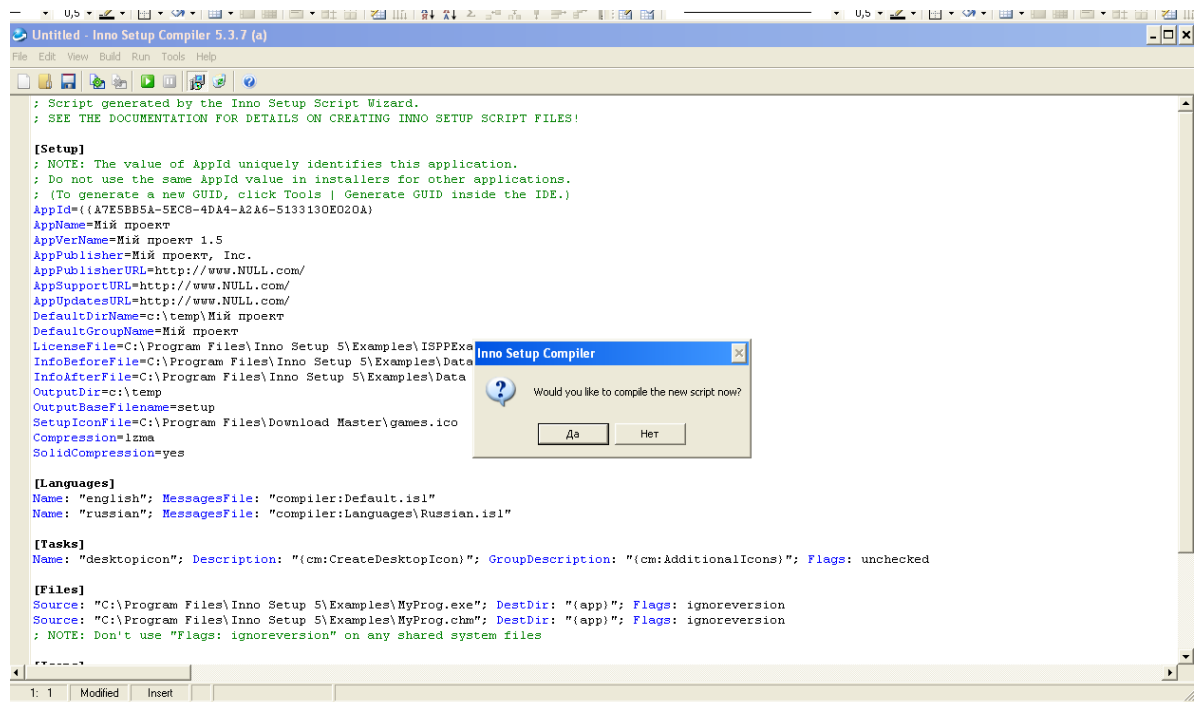 0,5
0,5
Untitled - Inno Setup Compiler 5.3.7 (a)
File Edit View Build Run Tools Help
; Script generated by the Inno Setup Script Wizard.
; SEE THE DOCUMENTATION FOR DETAILS ON CREATING INNO SETUP SCRIPT FILES!
[Setup]
; NOTE: The value of AppId uniquely identifies this application.
; Do not use the same AppId value in installers for other applications.
; (To generate a new GUID, click Tools | Generate GUID inside the IDE.)
AppId={{A7E5BB5A-5EC8-4DA4-A2A6-5133130E020A}
AppName=Мій проект
AppVerName=Мій проект 1.5
AppPublisher=Мій проект, Inc.
AppPublisherURL=http://www.NULL.com/
AppSupportURL=http://www.NULL.com/
AppUpdatesURL=http://www.NULL.com/
DefaultDirName=c:\temp\Мій проект
DefaultGroupName=Мій проект
LicenseFile=C:\Program Files\Inno Setup 5\Examples\ISPPExa
InfoBeforeFile=C:\Program Files\Inno Setup 5\Examples\Data
InfoAfterFile=C:\Program Files\Inno Setup 5\Examples\Data
OutputDir=c:\temp
OutputBaseFilename=setup
SetupIconFile=C:\Program Files\Download Master\games.ico
Compression=lzma
SolidCompression=yes
Inno Setup Compiler
Would you like to compile the new script now?
Да Нет
[Languages]
Name: "english"; MessagesFile: "compiler:Default.isl"
Name: "russian"; MessagesFile: "compiler:Languages\Russian.isl"
[Tasks]
Name: "desktopicon"; Description: "{cm:CreateDesktopIcon}"; GroupDescription: "{cm:AdditionalIcons}"; Flags: unchecked
[Files]
Source: "C:\Program Files\Inno Setup 5\Examples\MyProg.exe"; DestDir: "{app}"; Flags: ignoreversion
Source: "C:\Program Files\Inno Setup 5\Examples\MyProg.chm"; DestDir: "{app}"; Flags: ignoreversion
; NOTE: Don't use "Flags: ignoreversion" on any shared system files
1: 1 Modified Insert